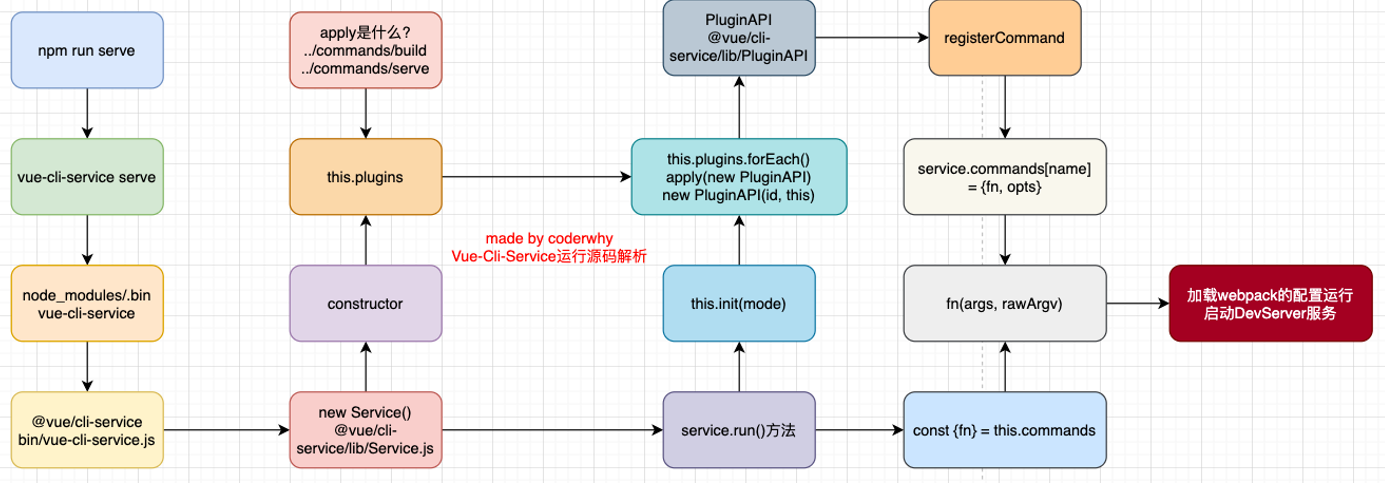 npm run serve
vue-cli-service serve
node_modules/.bin
vue-cli-service
@vue/cli-service
bin/vue-cli-service.js
apply是什么?
../commands/build
../commands/serve
this.plugins
constructor
new Service()
@vue/cli-
service/lib/Service.js
made by coderwhy
Vue-Cli-Service运行源码解析
PluginAPI
@vue/cli-
service/lib/PluginAPI
this.plugins.forEach()
apply(new PluginAPI)
new PluginAPI(id, this)
this.init(mode)
service.run()方法
registerCommand
service.commands[name]
= {fn, opts}
fn(args, rawArgv)
const {fn} = this.commands
加载webpack的配置运行
启动DevServer服务